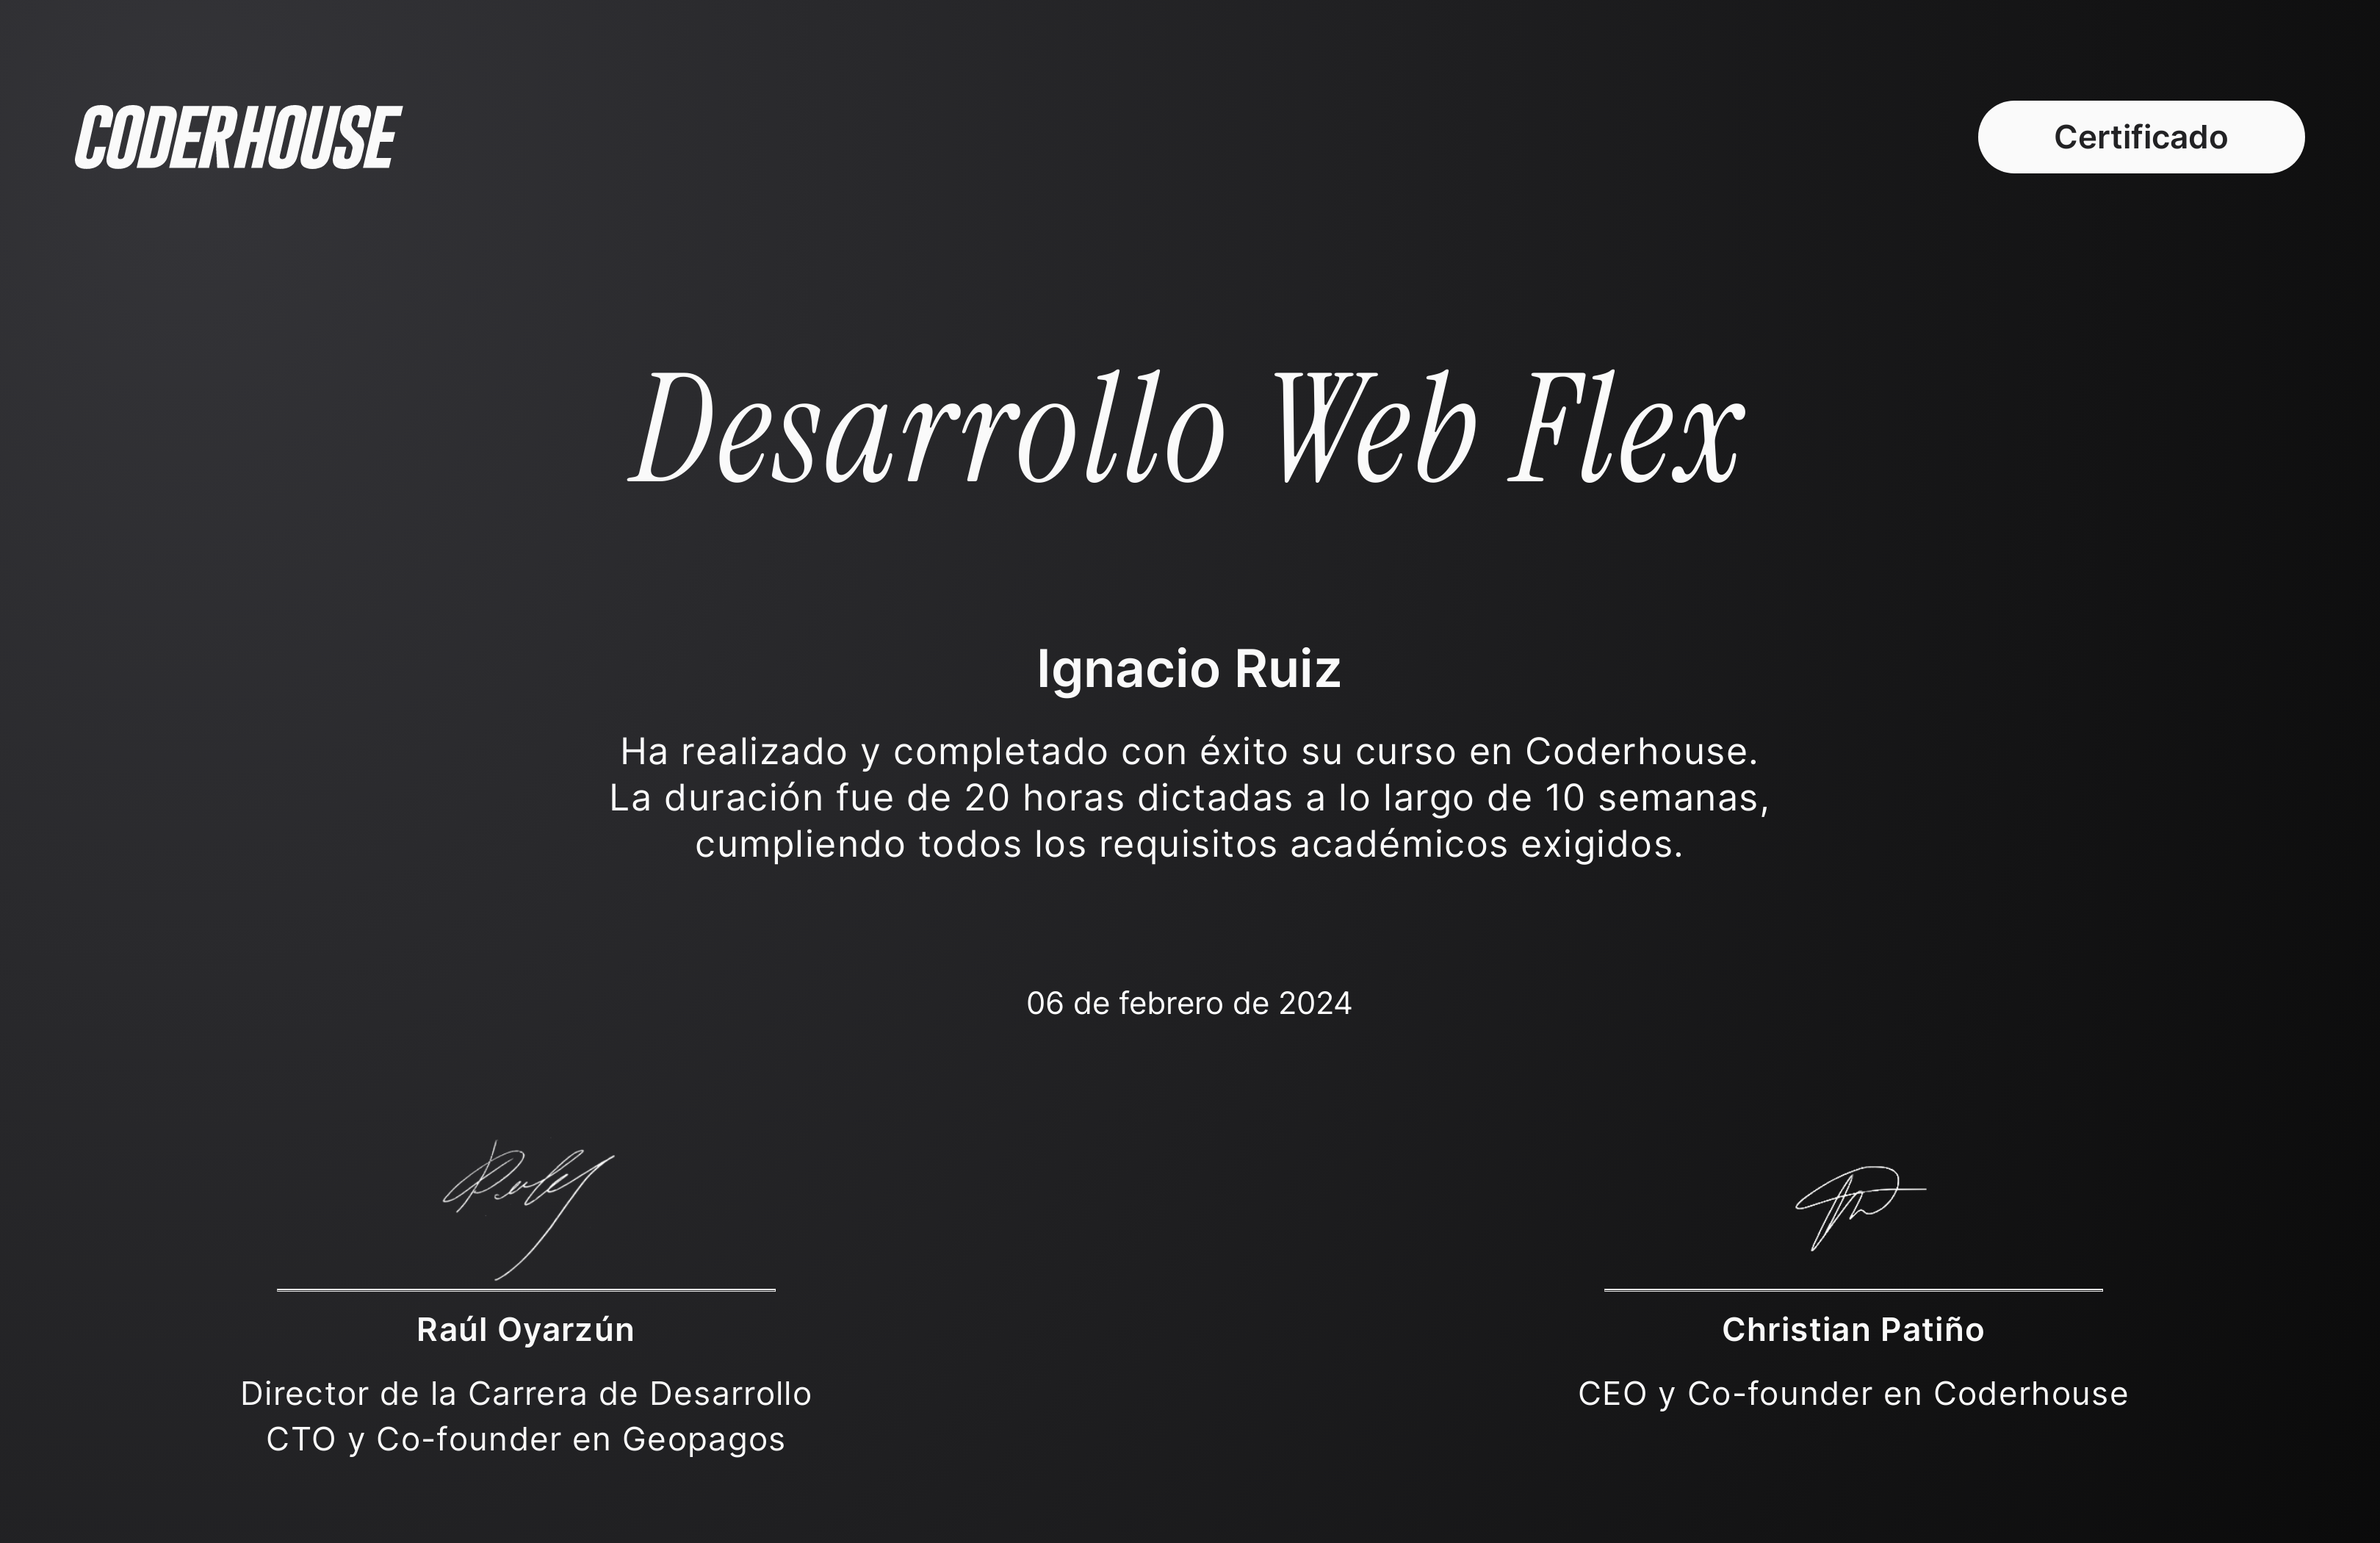 CODERHOUSE
Certificado
Desarrollo Web Flex
Ignacio Ruiz
Ha realizado y completado con éxito su curso en Coderhouse.
La duración fue de 20 horas dictadas a lo largo de 10 semanas,
cumpliendo todos los requisitos académicos exigidos.
06 de febrero de 2024
Raúl Oyarzún
Director de la Carrera de Desarrollo
CTO y Co-founder en Geopagos
Christian Patiño
CEO y Co-founder en Coderhouse